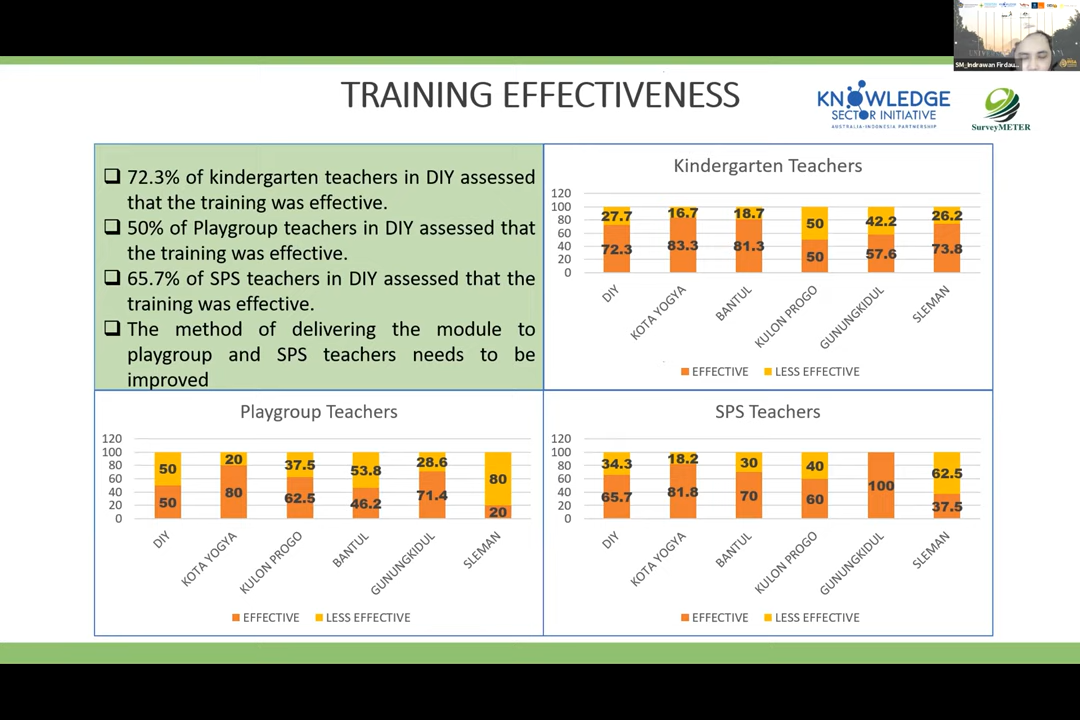 SM_Indrawan Firdau...
TRAINING EFFECTIVENESS
KNOWLEDGE
SECTOR INITIATIVE
AUSTRALIA-INDONESIA PARTNERSHIP
SurveyMETER
❑ 72.3% of kindergarten teachers in DIY assessed
that the training was effective.
❑ 50% of Playgroup teachers in DIY assessed that
the training was effective.
❑ 65.7% of SPS teachers in DIY assessed that the
training was effective.
❑ The method of delivering the module to
playgroup and SPS teachers needs to be
improved
Kindergarten Teachers
120
100
80
60
40
20
0
27.7 16.7 18.7 50 42.2 26.2
72.3 83.3 81.3 50 57.6 73.8
DIY KOTA YOGYA BANTUL KULON PROGO GUNUNGKIDUL SLEMAN
EFFECTIVE LESS EFFECTIVE
Playgroup Teachers
120
100
80
60
40
20
0
50 20 37.5 53.8 28.6 80
50 80 62.5 46.2 71.4 20
DIY KOTA YOGYA KULON PROGO BANTUL GUNUNGKIDUL SLEMAN
EFFECTIVE LESS EFFECTIVE
SPS Teachers
120
100
80
60
40
20
0
34.3 18.2 30 40 62.5
65.7 81.8 70 60 100 37.5
DIY KOTA YOGYA BANTUL KULON PROGO GUNUNGKIDUL SLEMAN
EFFECTIVE LESS EFFECTIVE